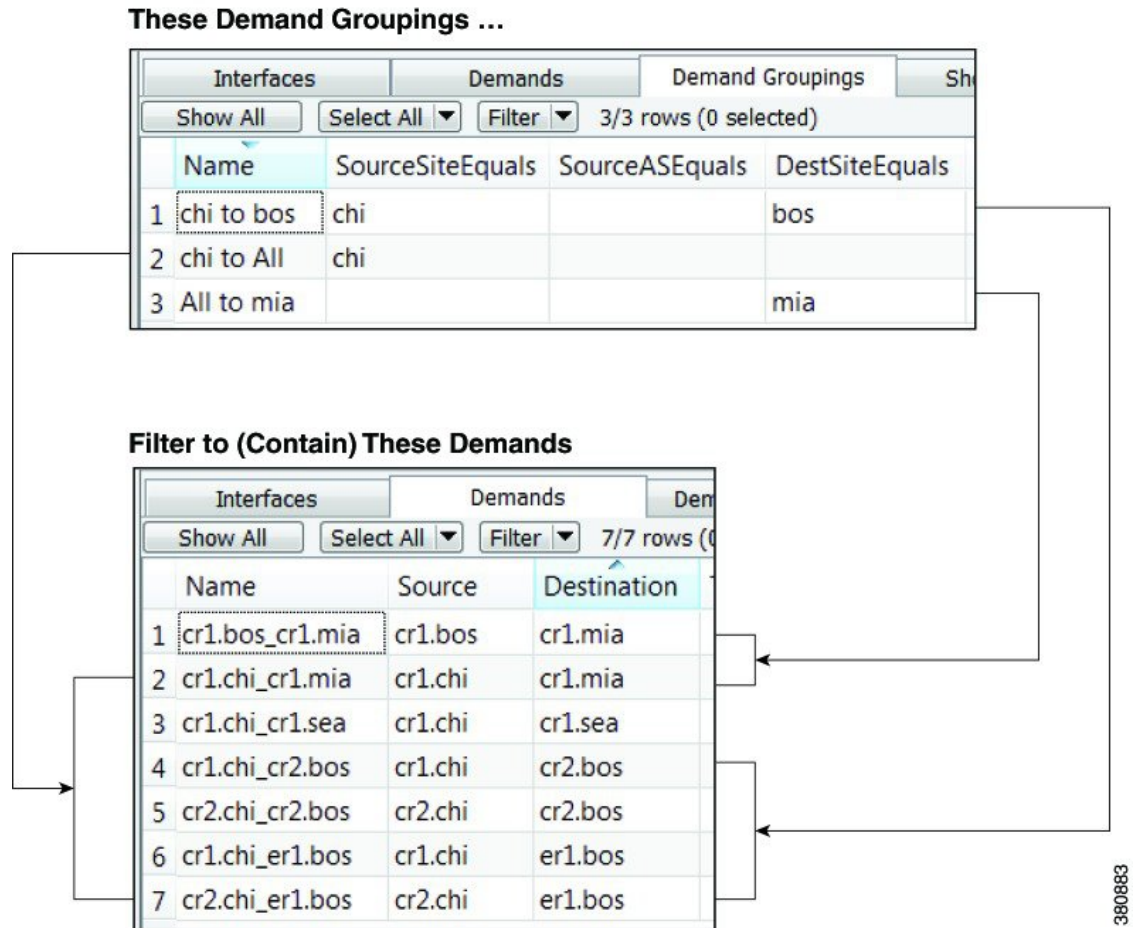 These Demand Groupings ...
Interfaces Demands Demand Groupings Sh
Show All Select All Filter 3/3 rows (0 selected)
Name SourceSiteEquals SourceASEquals DestSiteEquals
1 chi to bos chi bos
2 chi to All chi
3 All to mia mia
Filter to (Contain) These Demands
Interfaces Demands Dem
Show All Select All Filter 7/7 rows (0
Name Source Destination
1 cr1.bos_cr1.mia cr1.bos cr1.mia
2 cr1.chi_cr1.mia cr1.chi cr1.mia
3 cr1.chi_cr1.sea cr1.chi cr1.sea
4 cr1.chi_cr2.bos cr1.chi cr2.bos
5 cr2.chi_cr2.bos cr2.chi cr2.bos
6 cr1.chi_er1.bos cr1.chi er1.bos
7 cr2.chi_er1.bos cr2.chi er1.bos
380883